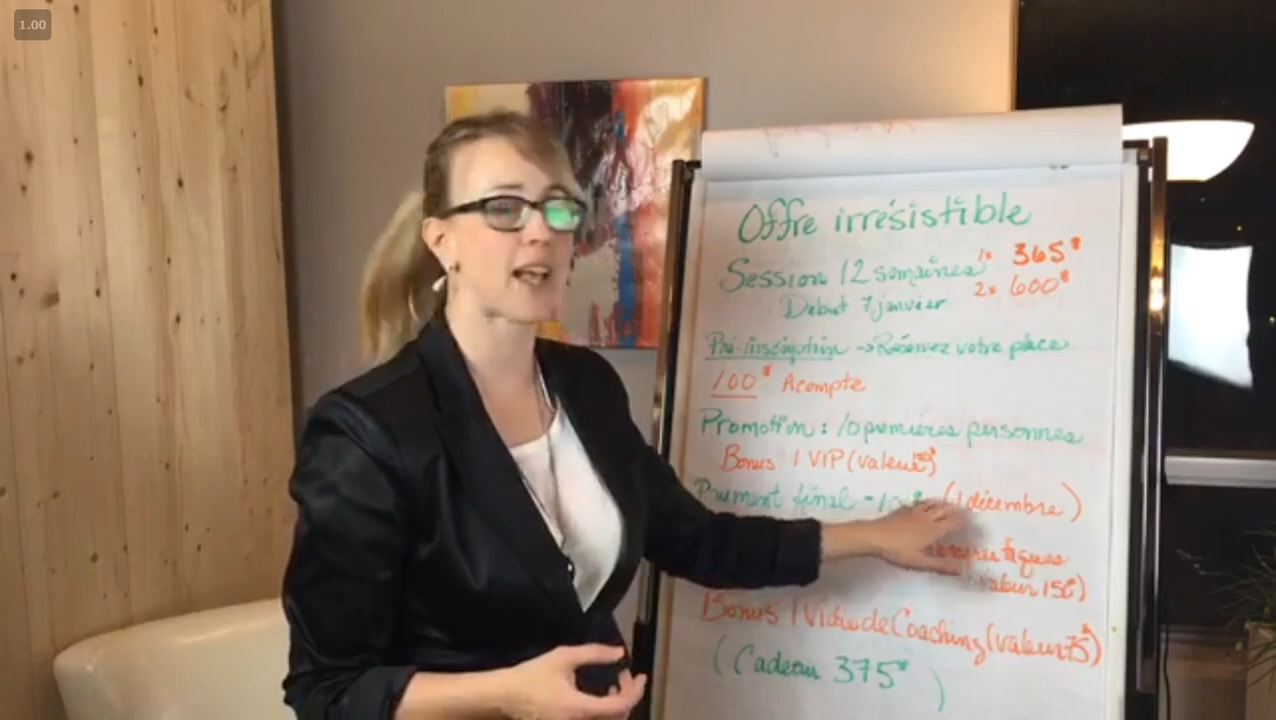 1.00
Offre irrésistible
Session 12 semaines 1x 365$
2x 600$
Début 7 janvier
Pré-inscription -> Réservez votre place
100$ Acompte
Promotion : 10 premières personnes
Bonus 1 VIP (valeur
final - (1 décembre)
valeur 150$)
Bonus 1 Vidéo de Coaching (valeur 75$)
(Cadeau 375$)